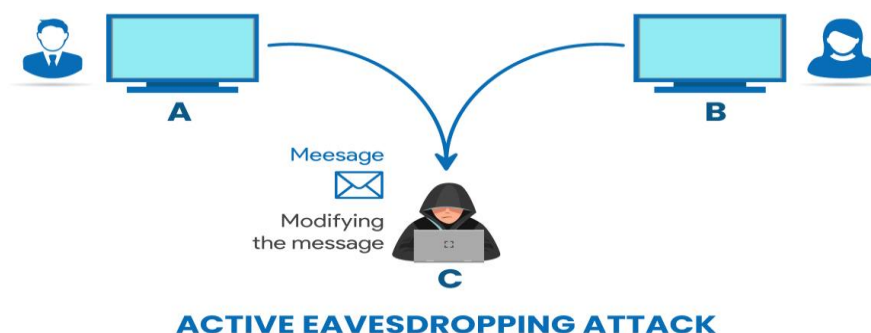 A
B
Meesage
Modifying
the message
C
ACTIVE EAVESDROPPING ATTACK